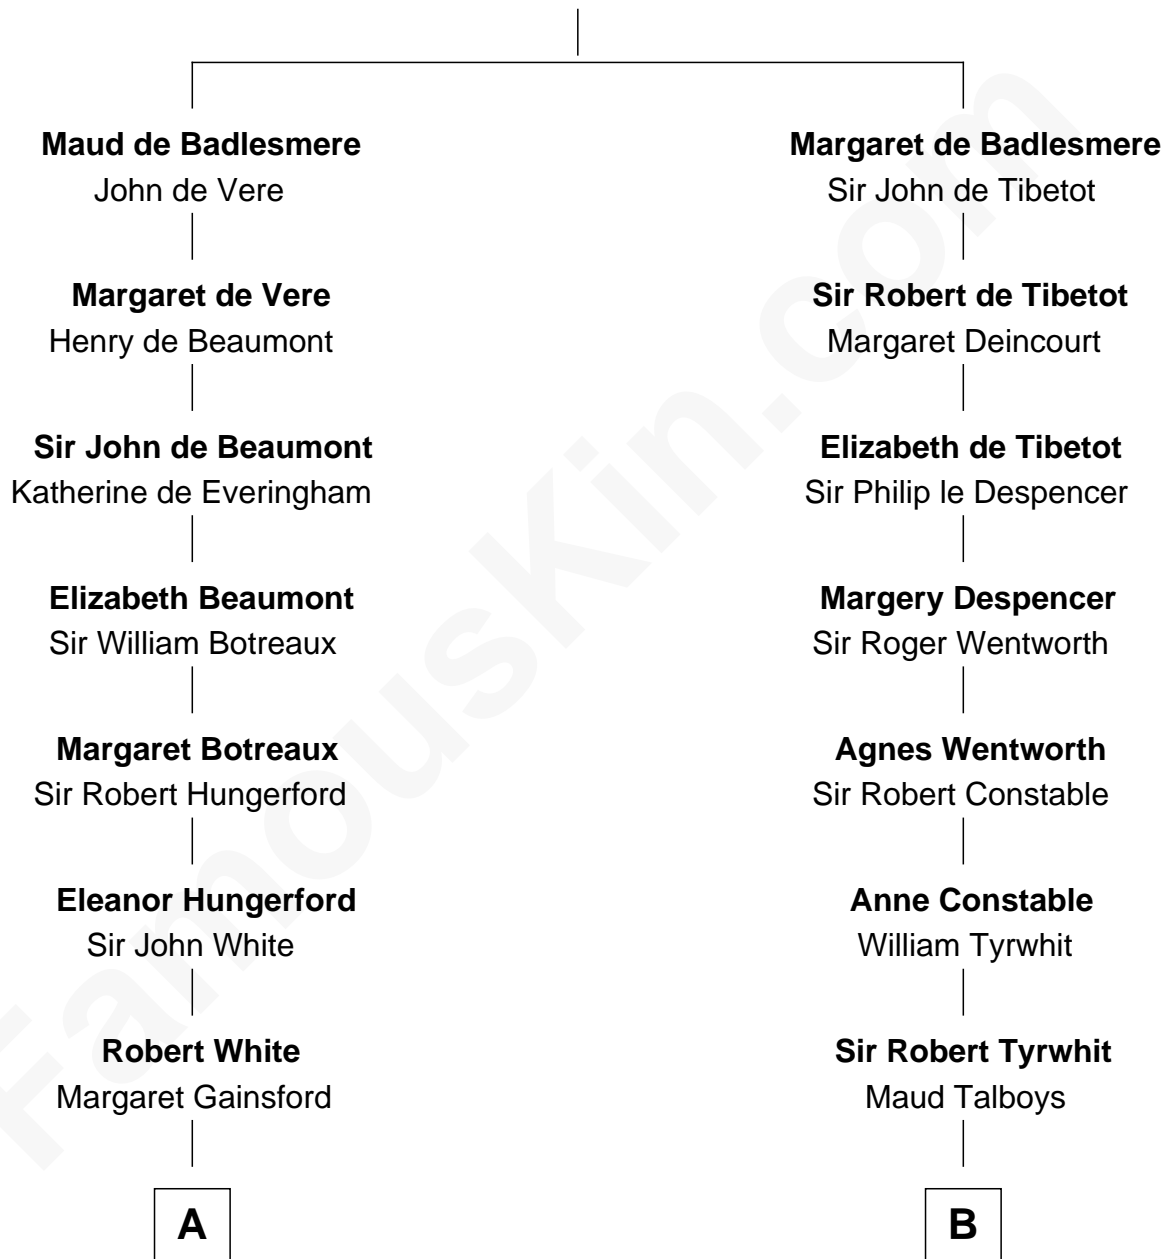 Maud de Badlesmere
John de Vere
Margaret de Vere
Henry de Beaumont
Sir John de Beaumont
Katherine de Everingham
Elizabeth Beaumont
Sir William Botreaux
Margaret Botreaux
Sir Robert Hungerford
Eleanor Hungerford
Sir John White
Robert White
Margaret Gainsford
A
Margaret de Badlesmere
Sir John de Tibetot
Sir Robert de Tibetot
Margaret Deincourt
Elizabeth de Tibetot
Sir Philip le Despencer
Margery Despencer
Sir Roger Wentworth
Agnes Wentworth
Sir Robert Constable
Anne Constable
William Tyrwhit
Sir Robert Tyrwhit
Maud Talboys
B
FamousKin.com